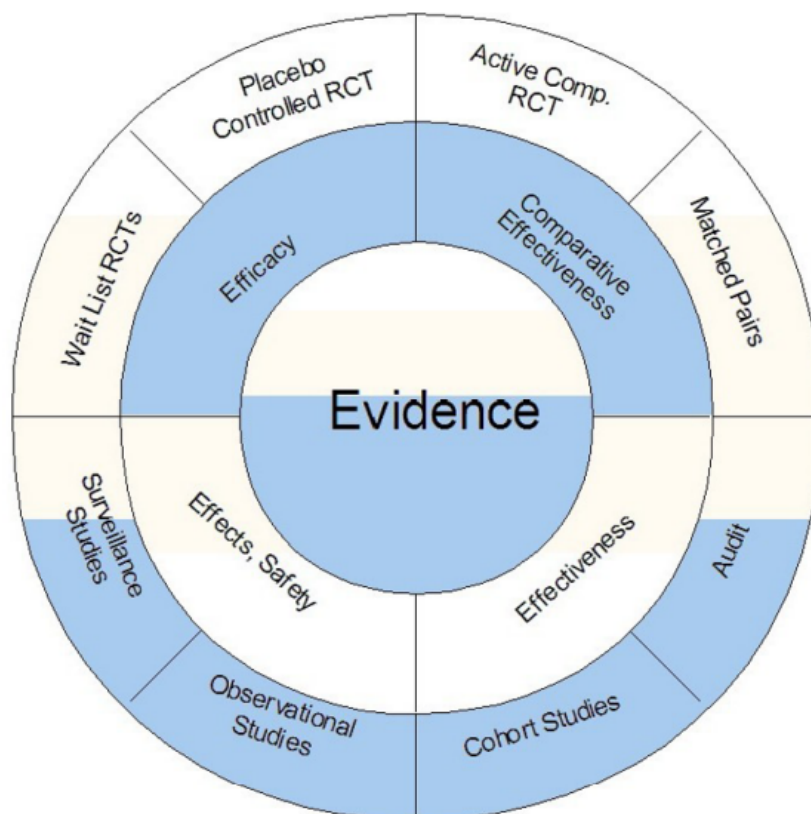 Placebo
Controlled RCT
Active Comp.
RCT
Wait List RCTs
Matched Pairs
Efficacy
Comparative
Effectiveness
Evidence
Surveillance
Studies
Effects, Safety
Effectiveness
Audit
Observational
Studies
Cohort Studies